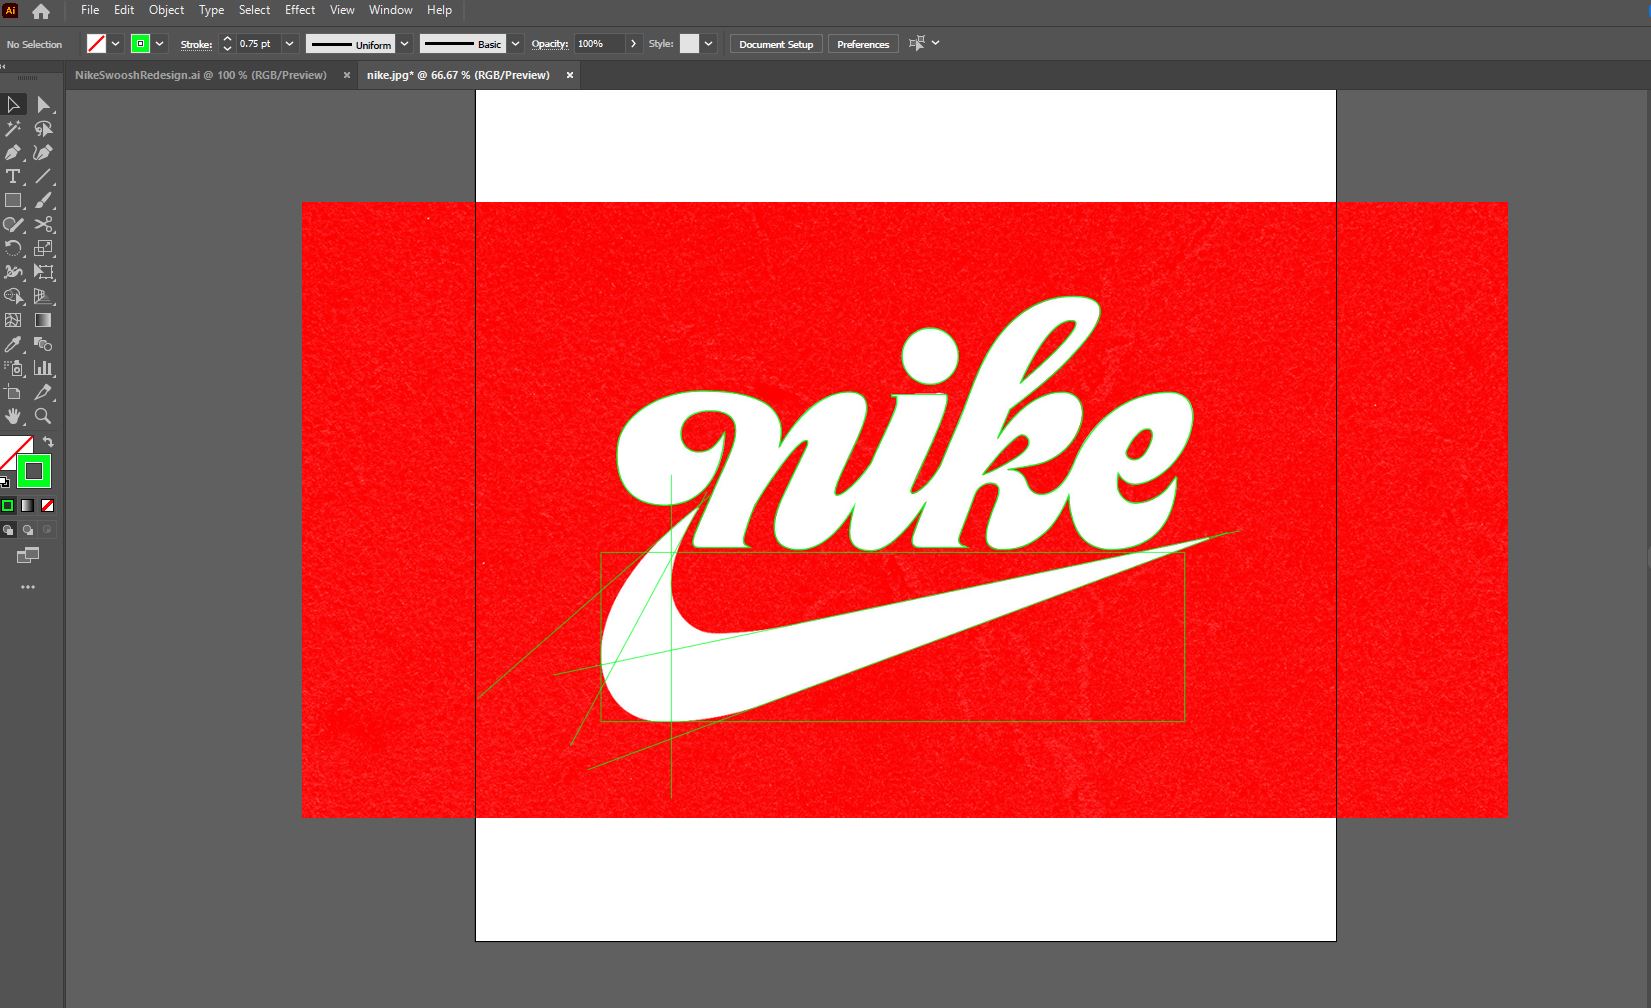 Ai File Edit Object Type Select Effect View Window Help
No Selection Stroke: 0.75 pt Uniform Basic Opacity: 100% Style: Document Setup Preferences
NikeSwooshRedesign.ai @ 100 % (RGB/Preview) × nike.jpg* @ 66.67 % (RGB/Preview) ×
nike